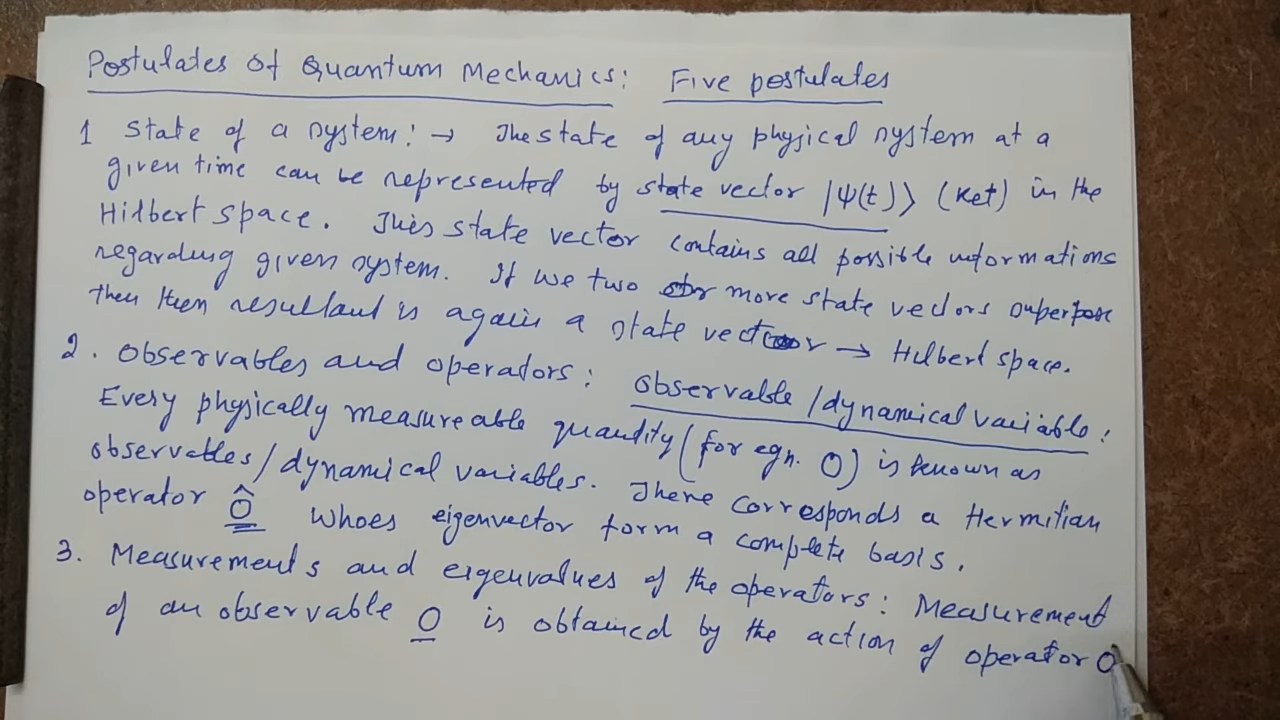 Postulates of Quantum Mechanics: Five postulates
1 State of a system: → The state of any physical system at a
given time can be represented by state vector |ψ(t)⟩ (Ket) in the
Hilbert space. This state vector contains all possible informations
regarding given system. If we two or more state vectors superpose
then then resultant is again a state vector → Hilbert space.
2. Observables and operators: Observable/dynamical variable:
Every physically measureable quantity (for egn. O) is known as
observables/dynamical variables. There corresponds a Hermitian
operator Ô whoes eigenvector form a complete basis.
3. Measurements and eigenvalues of the operators: Measurement
of an observable O is obtained by the action of operator O